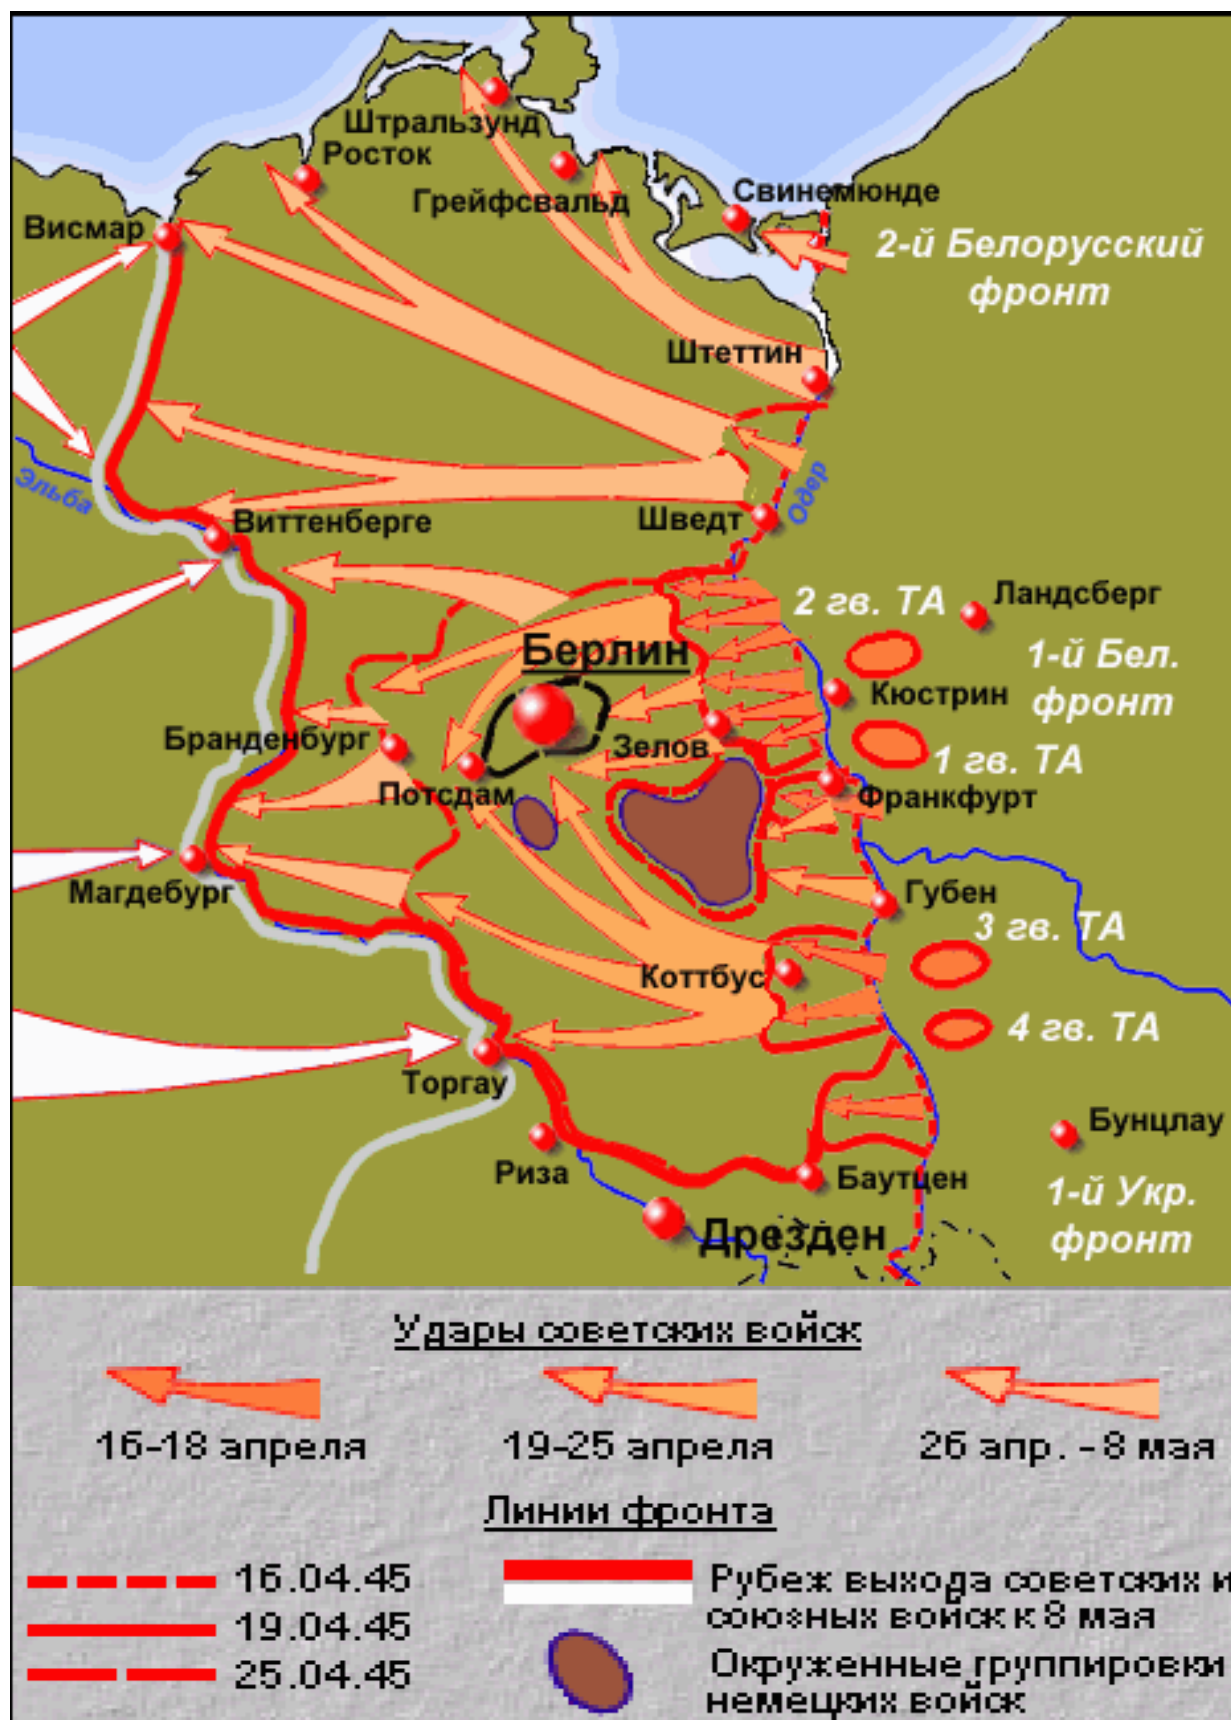 Штральзунд
Росток
Грейфсвальд
Свинемюнде
Висмар
2-й Белорусский
фронт
Штеттин
Эльба
Одер
Виттенберге
Шведт
2 гв. ТА
Ландсберг
Берлин
1-й Бел.
фронт
Кюстрин
Бранденбург
Зелов
1 гв. ТА
Потсдам
Франкфурт
Магдебург
Губен
3 гв. ТА
Коттбус
4 гв. ТА
Торгау
Бунцлау
Риза
Баутцен
1-й Укр.
фронт
Дрезден
Удары советских войск
16-18 апреля
19-25 апреля
26 апр. - 8 мая
Линии фронта
16.04.45
19.04.45
25.04.45
Рубеж выхода советских и
союзных войск к 8 мая
Окруженные группировки
немецких войск